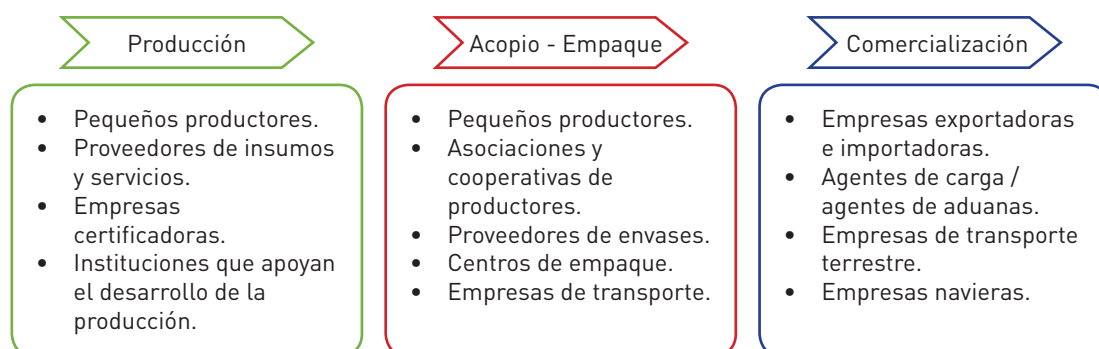 Producción
• Pequeños productores.
• Proveedores de insumos
y servicios.
• Empresas
certificadoras.
• Instituciones que apoyan
el desarrollo de la
producción.
Acopio - Empaque
• Pequeños productores.
• Asociaciones y
cooperativas de
productores.
• Proveedores de envases.
• Centros de empaque.
• Empresas de transporte.
Comercialización
• Empresas exportadoras
e importadoras.
• Agentes de carga /
agentes de aduanas.
• Empresas de transporte
terrestre.
• Empresas navieras.